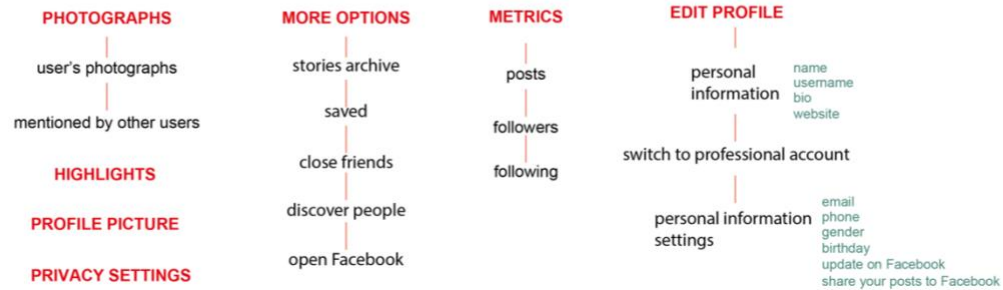 PHOTOGRAPHS
user's photographs
mentioned by other users
HIGHLIGHTS
PROFILE PICTURE
PRIVACY SETTINGS
MORE OPTIONS
stories archive
saved
close friends
discover people
open Facebook
METRICS
posts
followers
following
EDIT PROFILE
personal
information
name
username
bio
website
switch to professional account
personal information
settings
email
phone
gender
birthday
update on Facebook
share your posts to Facebook